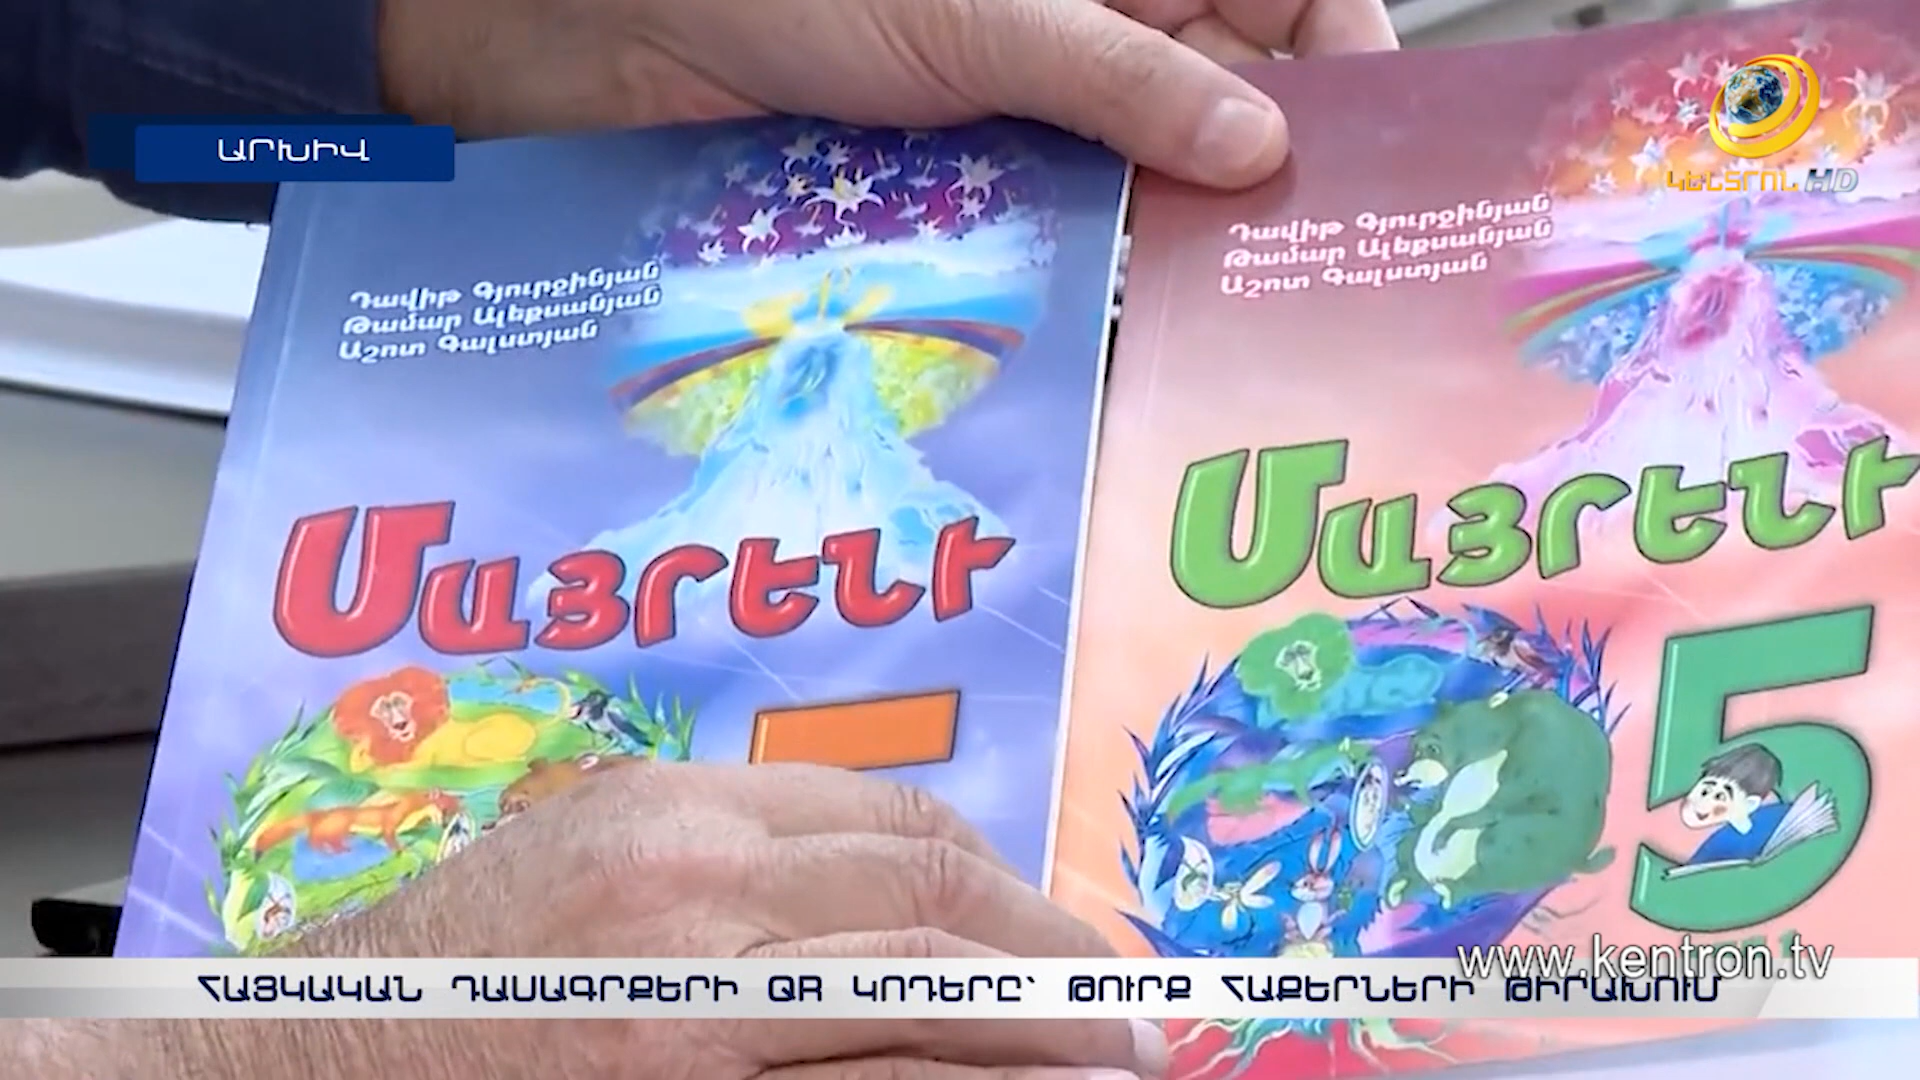 ԱՐԽԻՎ
ԿԵՆՏՐՈՆ HD
Դավիթ Գյուրջինյան
Թամար Ալեքսանյան
Աշոտ Գալստյան
Մայրենի
Դավիթ Գյուրջինյան
Թամար Ալեքսանյան
Աշոտ Գալստյան
Մայրենի
5
www.kentron.tv
ՀԱՅԿԱԿԱՆ ԴԱՍԱԳՐՔԵՐԻ QR ԿՈԴԵՐԸ՝ ԹՈՒՐՔ ՀԱՔԵՐՆԵՐԻ ԹԻՐԱԽՈՒՄ